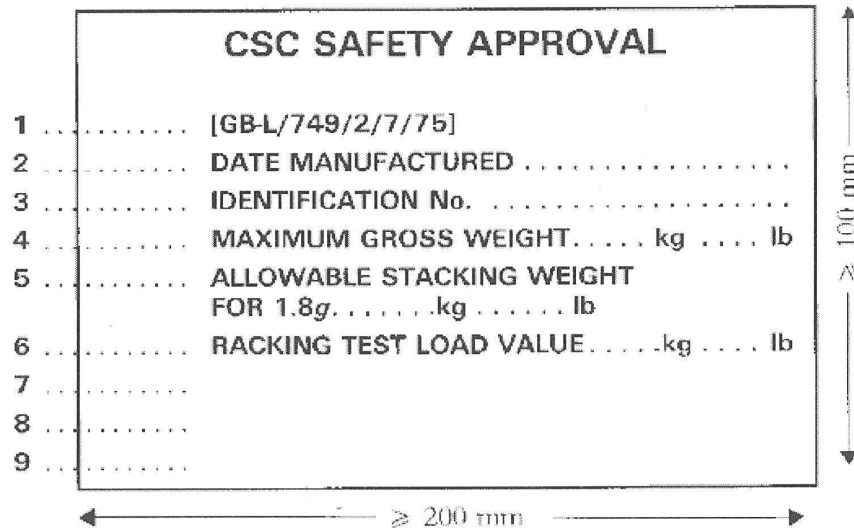 CSC SAFETY APPROVAL
1 ........... [GB-L/749/2/7/75]
2 ........... DATE MANUFACTURED ..................
3 ........... IDENTIFICATION No. .....................
4 ........... MAXIMUM GROSS WEIGHT..... kg .... lb
5 ........... ALLOWABLE STACKING WEIGHT
FOR 1.8g.......kg ...... lb
6 ........... RACKING TEST LOAD VALUE.....kg .... lb
7 ...........
8 ...........
9 ...........
⩾ 100 mm
⩾ 200 mm